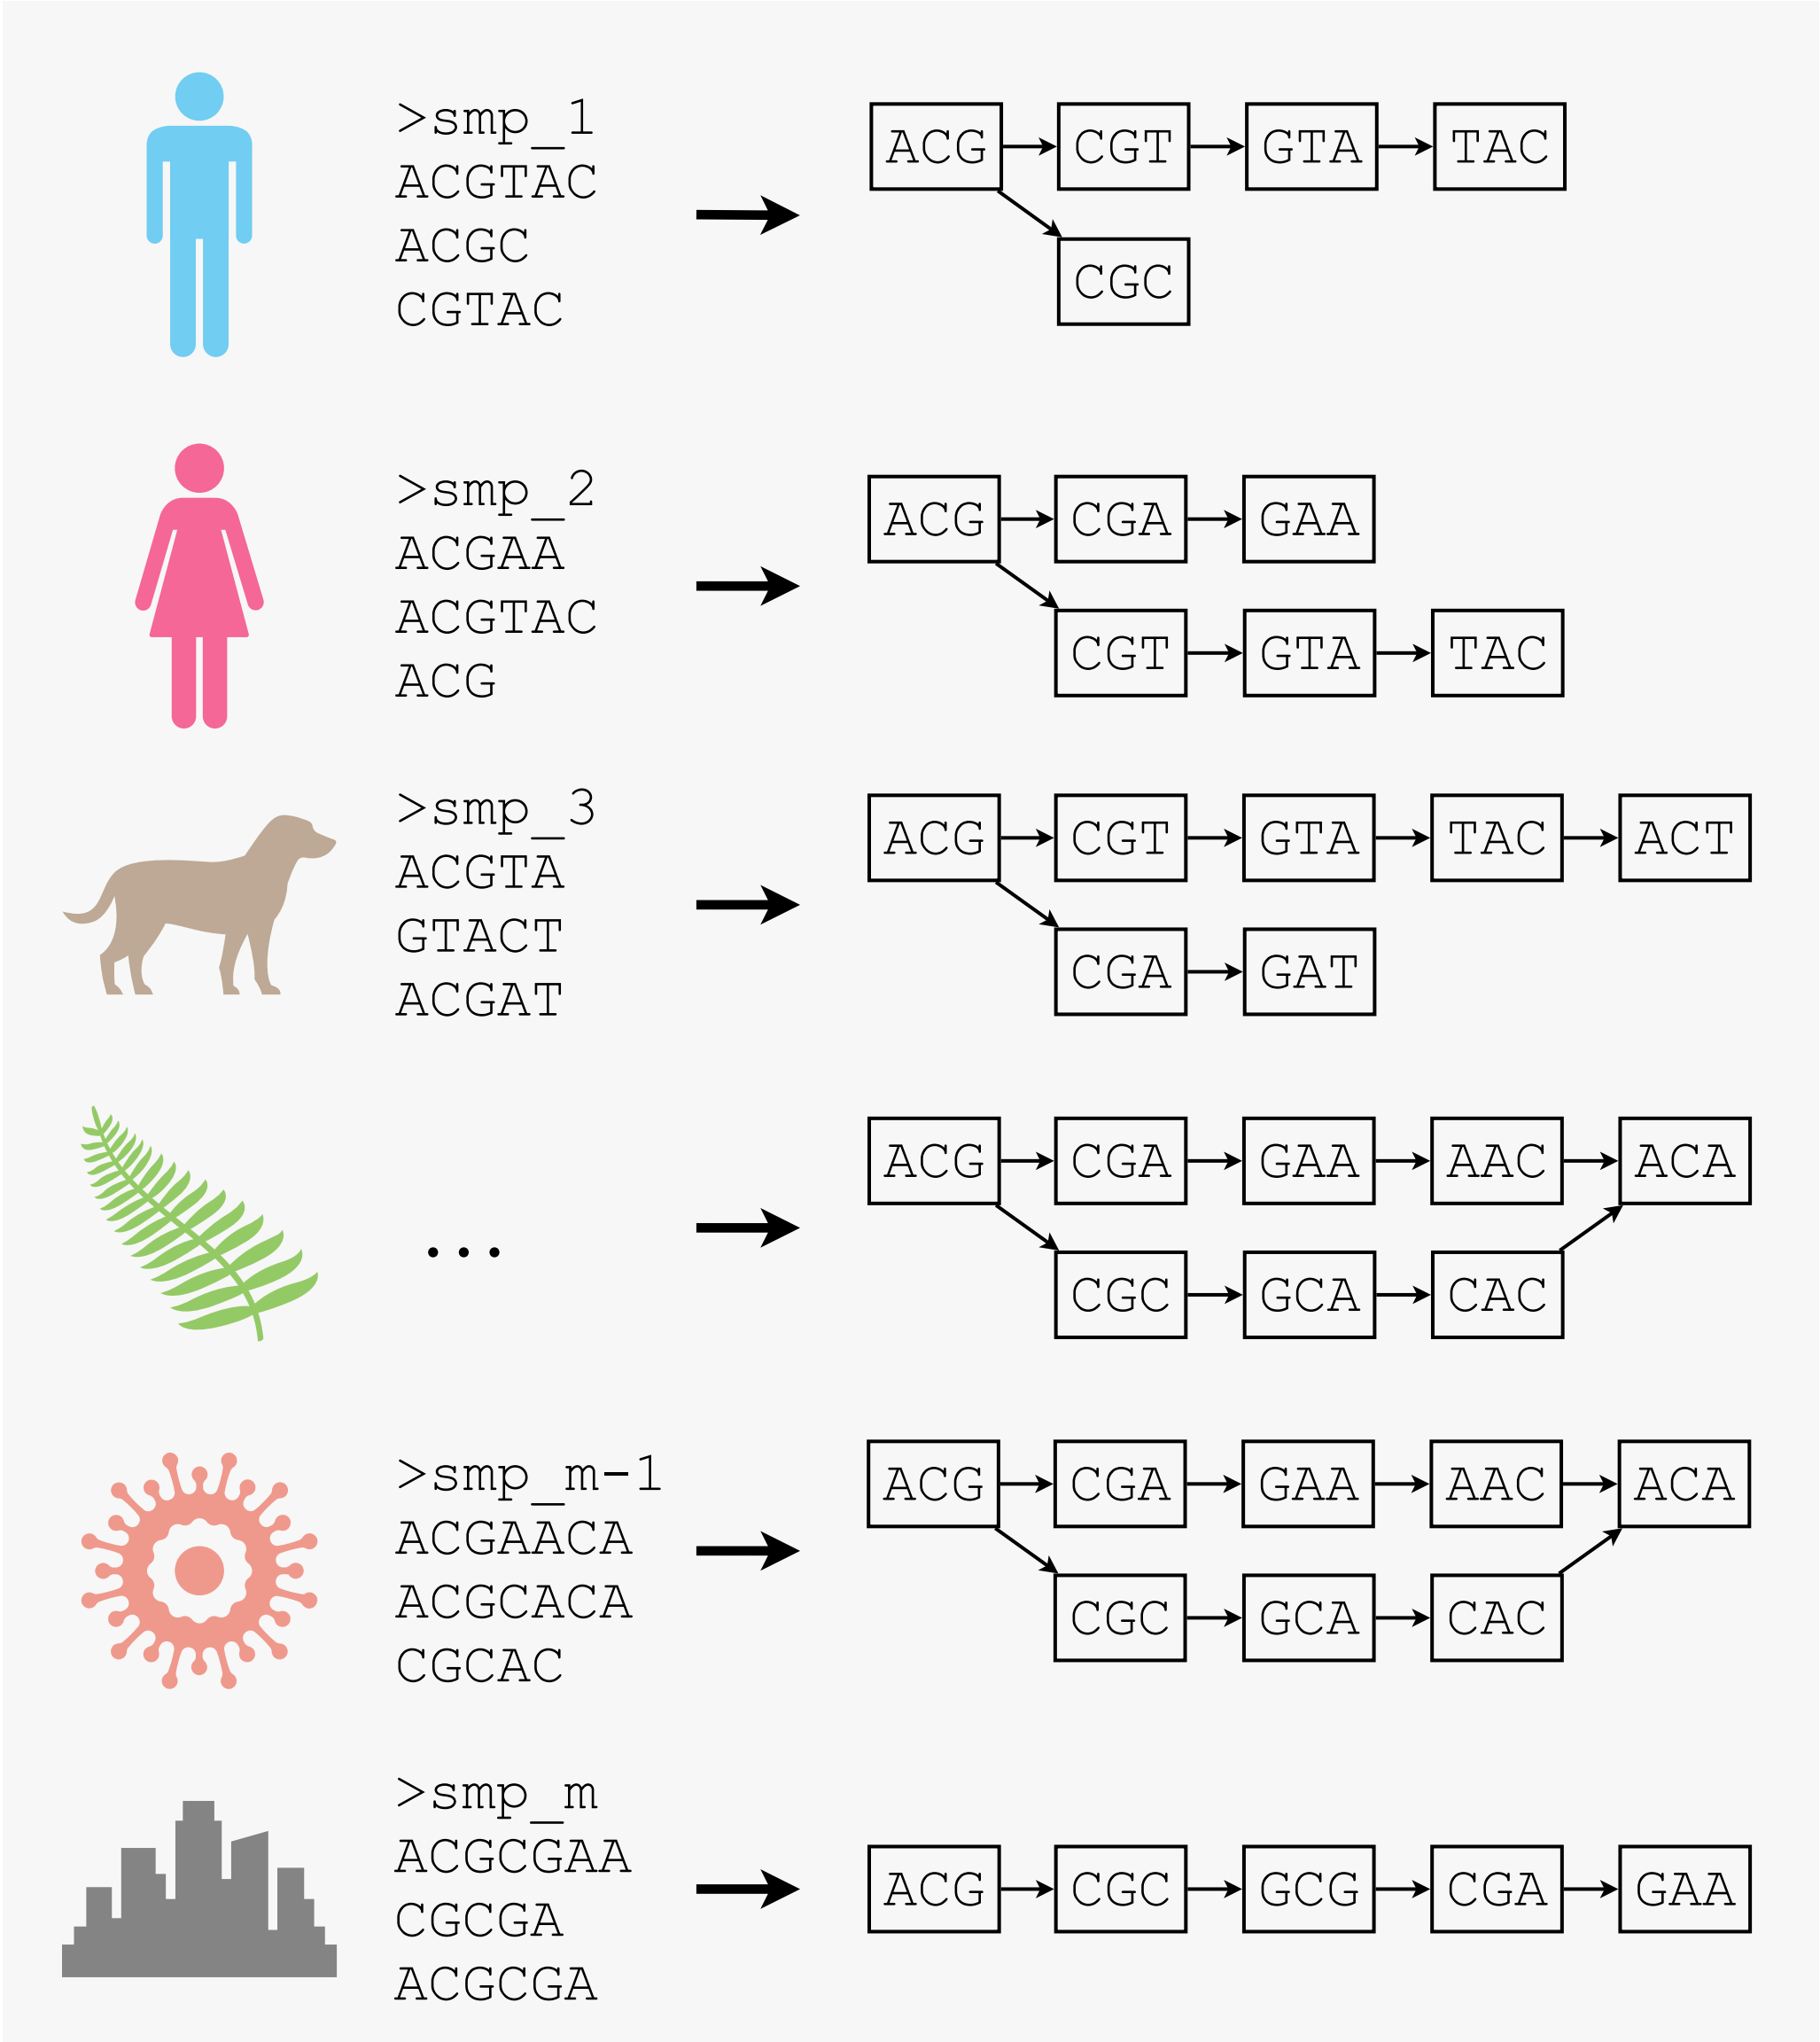 >smp_1
ACGTAC
ACGC
CGTAC
ACG CGT GTA TAC
CGC
>smp_2
ACGAA
ACGTAC
ACG
ACG CGA GAA
CGT GTA TAC
>smp_3
ACGTA
GTACT
ACGAT
ACG CGT GTA TAC ACT
CGA GAT
...
ACG CGA GAA AAC ACA
CGC GCA CAC
>smp_m-1
ACGAACA
ACGCACA
CGCAC
ACG CGA GAA AAC ACA
CGC GCA CAC
>smp_m
ACGCGAA
CGCGA
ACGCGA
ACG CGC GCG CGA GAA